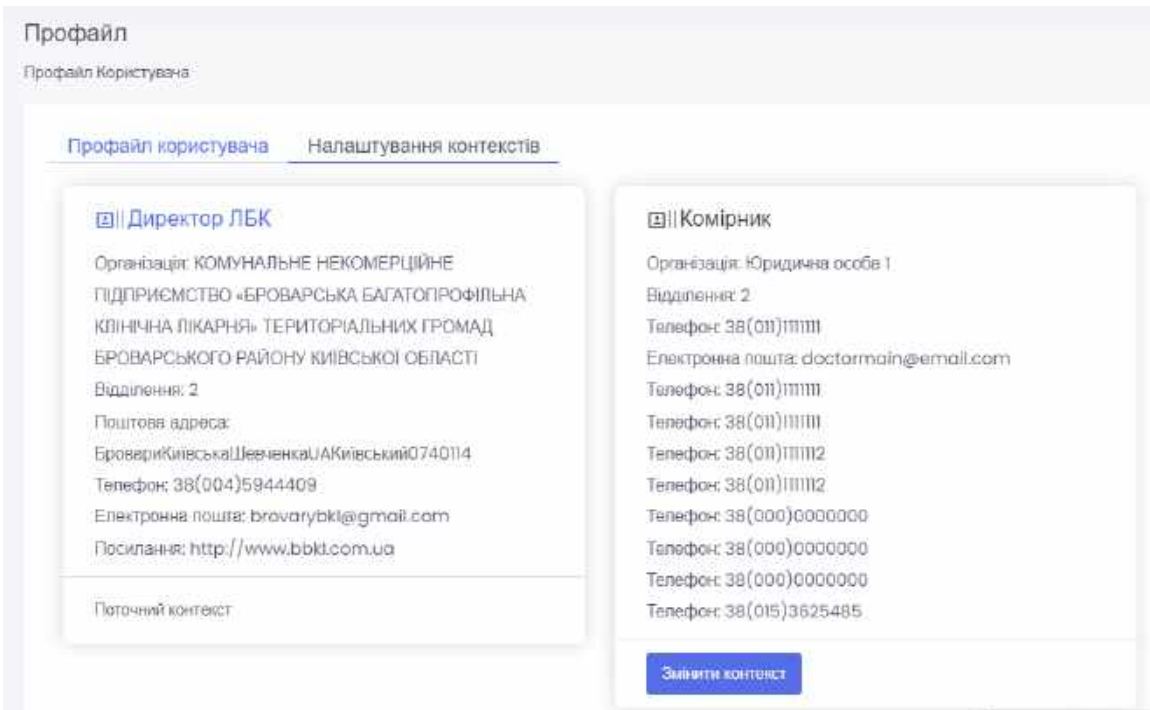 Профайл
Профайл Користувача
Профайл користувача
Налаштування контекстів
Директор ЛБК
Організація: КОМУНАЛЬНЕ НЕКОМЕРЦІЙНЕ
ПІДПРИЄМСТВО «БРОВАРСЬКА БАГАТОПРОФІЛЬНА
КЛІНІЧНА ЛІКАРНЯ» ТЕРИТОРІАЛЬНИХ ГРОМАД
БРОВАРСЬКОГО РАЙОНУ КИЇВСЬКОЇ ОБЛАСТІ
Відділення: 2
Поштова адреса:
БровариКиївськаШевченкаUAКиївський0740114
Телефон: 38(004)5944409
Електронна пошта: brovarybkl@gmail.com
Посилання: http://www.bbkl.com.ua
Поточний контекст
Комірник
Організація: Юридична особа 1
Відділення: 2
Телефон: 38(011)1111111
Електронна пошта: doctormain@email.com
Телефон: 38(011)1111111
Телефон: 38(011)1111111
Телефон: 38(011)1111112
Телефон: 38(011)1111112
Телефон: 38(000)0000000
Телефон: 38(000)0000000
Телефон: 38(000)0000000
Телефон: 38(015)3625485
Змінити контекст